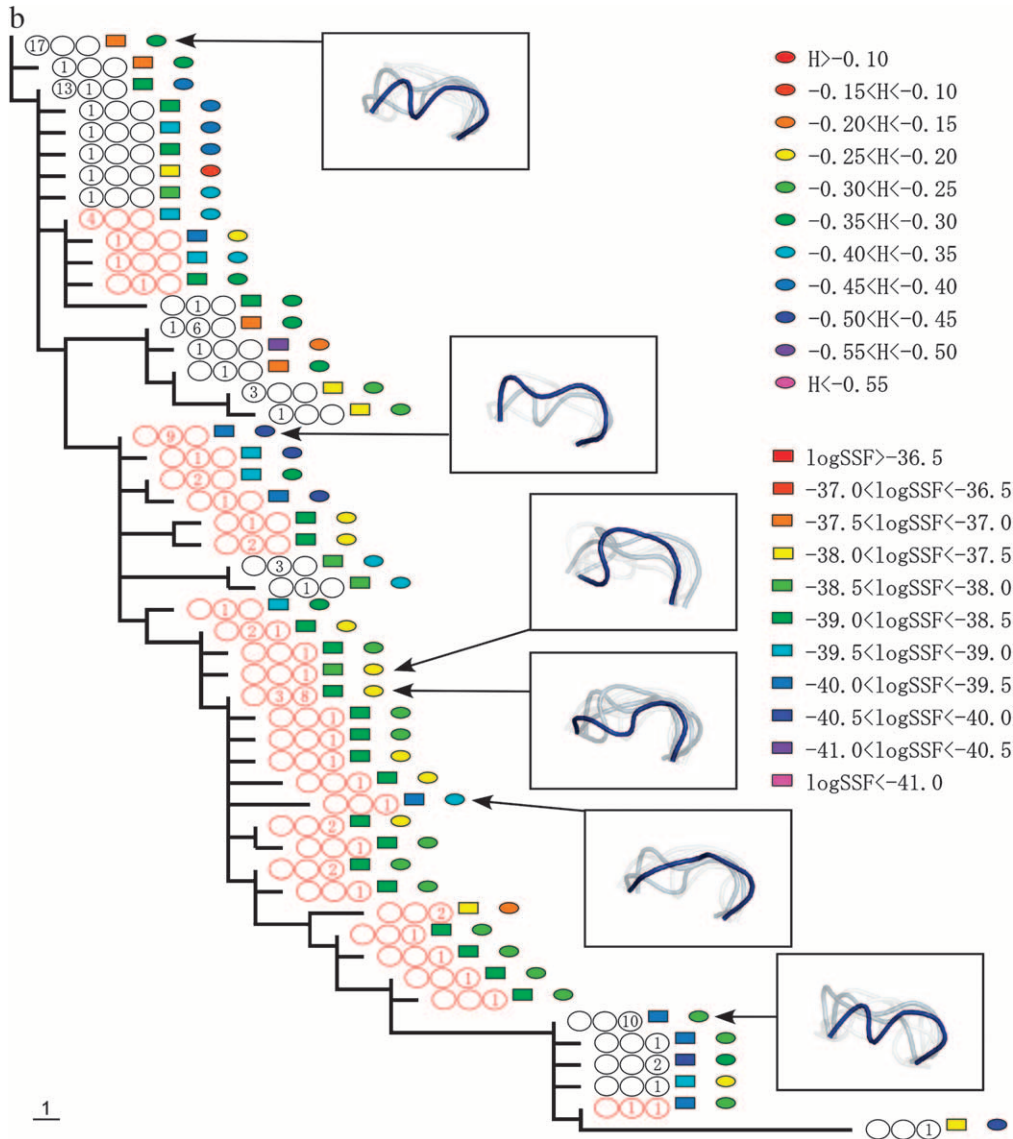 b
17
1
13 1
1
1
1
1
1
4
1
1
1
1
1 6
1
1
3
1
9
1
2
1
1
2
3
1
1
2 1
1
1
3 8
1
1
1
1
1
2
1
2
1
2
1
1
1
1
10
1
2
1
1 1
1
1
H>-0.10
-0.15<H<-0.10
-0.20<H<-0.15
-0.25<H<-0.20
-0.30<H<-0.25
-0.35<H<-0.30
-0.40<H<-0.35
-0.45<H<-0.40
-0.50<H<-0.45
-0.55<H<-0.50
H<-0.55
logSSF>-36.5
-37.0<logSSF<-36.5
-37.5<logSSF<-37.0
-38.0<logSSF<-37.5
-38.5<logSSF<-38.0
-39.0<logSSF<-38.5
-39.5<logSSF<-39.0
-40.0<logSSF<-39.5
-40.5<logSSF<-40.0
-41.0<logSSF<-40.5
logSSF<-41.0